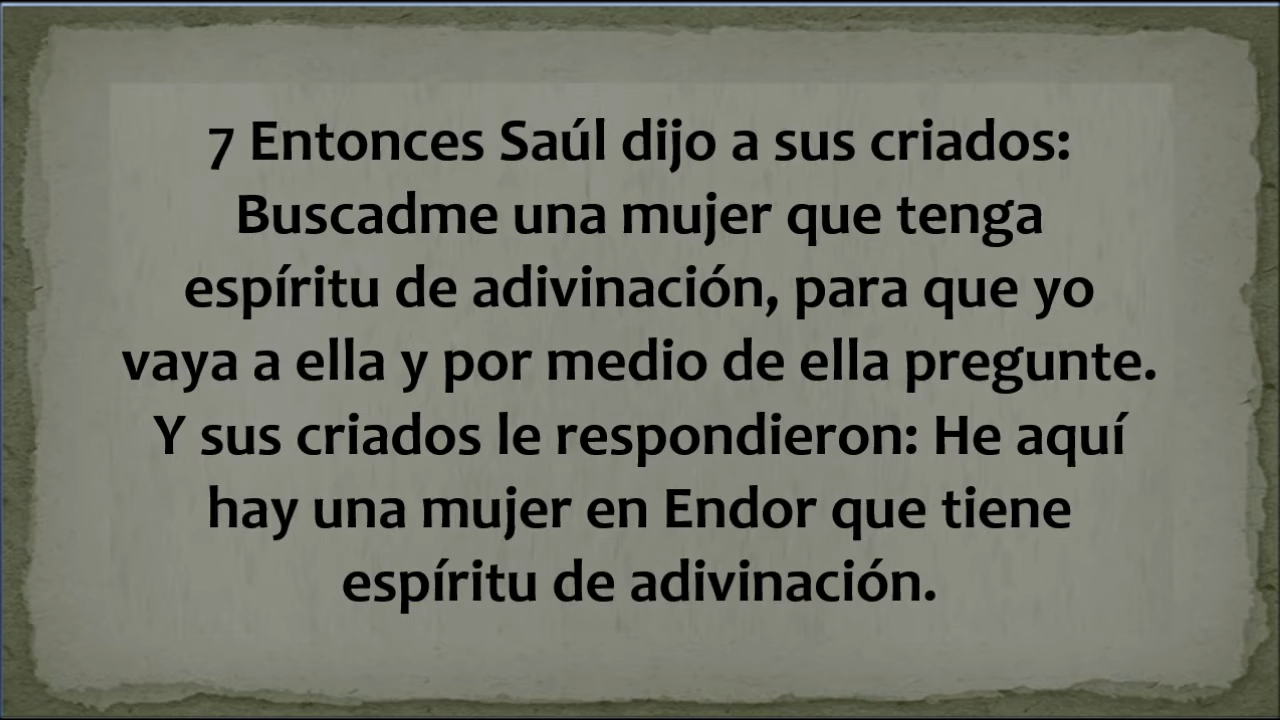 7 Entonces Saúl dijo a sus criados:
Buscadme una mujer que tenga
espíritu de adivinación, para que yo
vaya a ella y por medio de ella pregunte.
Y sus criados le respondieron: He aquí
hay una mujer en Endor que tiene
espíritu de adivinación.